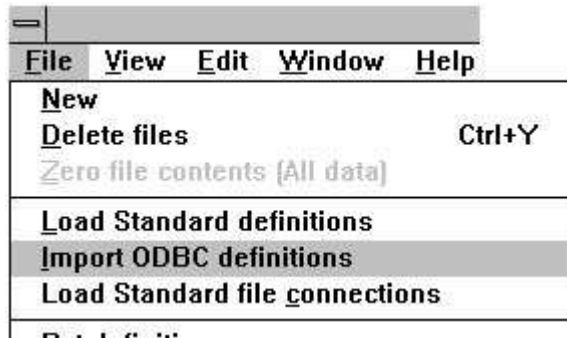 File View Edit Window Help
New
Delete files Ctrl+Y
Zero file contents (All data)
Load Standard definitions
Import ODBC definitions
Load Standard file connections